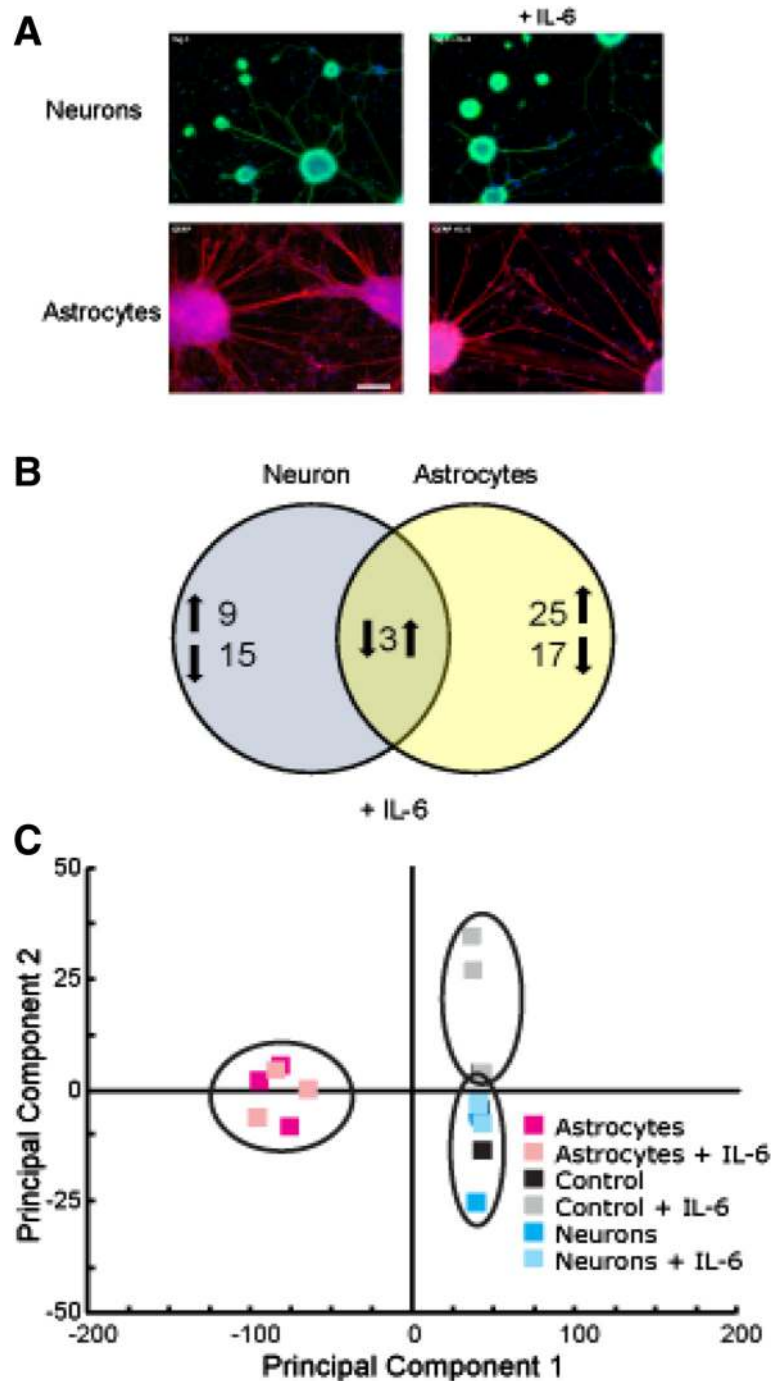 A
+ IL-6
Neurons
Astrocytes
B
Neuron Astrocytes
9
15
3
25
17
+ IL-6
C
Principal Component 2
50
25
0
-25
-50
-200 -100 0 100 200
Principal Component 1
Astrocytes
Astrocytes + IL-6
Control
Control + IL-6
Neurons
Neurons + IL-6